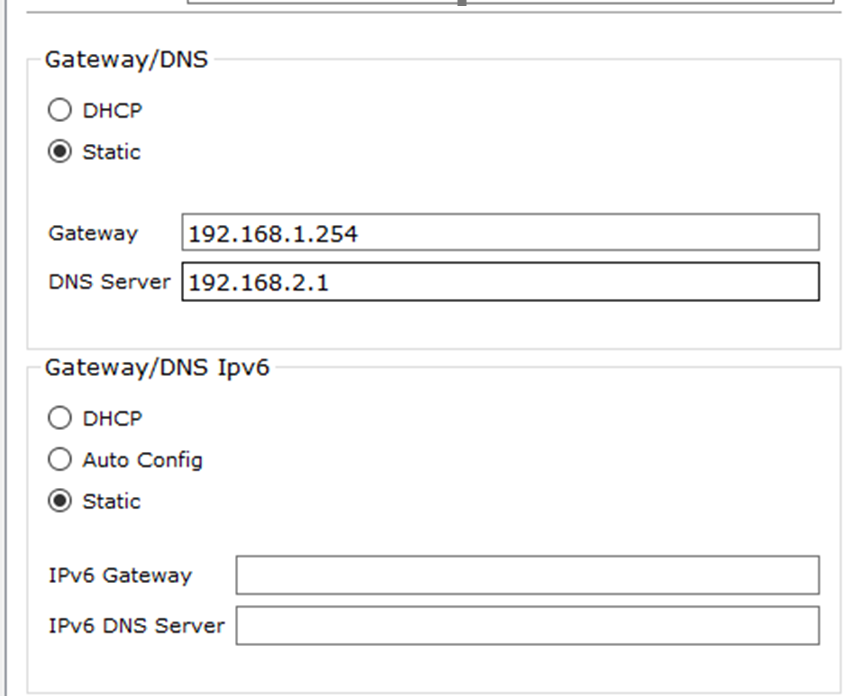 Gateway/DNS
DHCP
Static
Gateway 192.168.1.254
DNS Server 192.168.2.1
Gateway/DNS Ipv6
DHCP
Auto Config
Static
IPv6 Gateway
IPv6 DNS Server